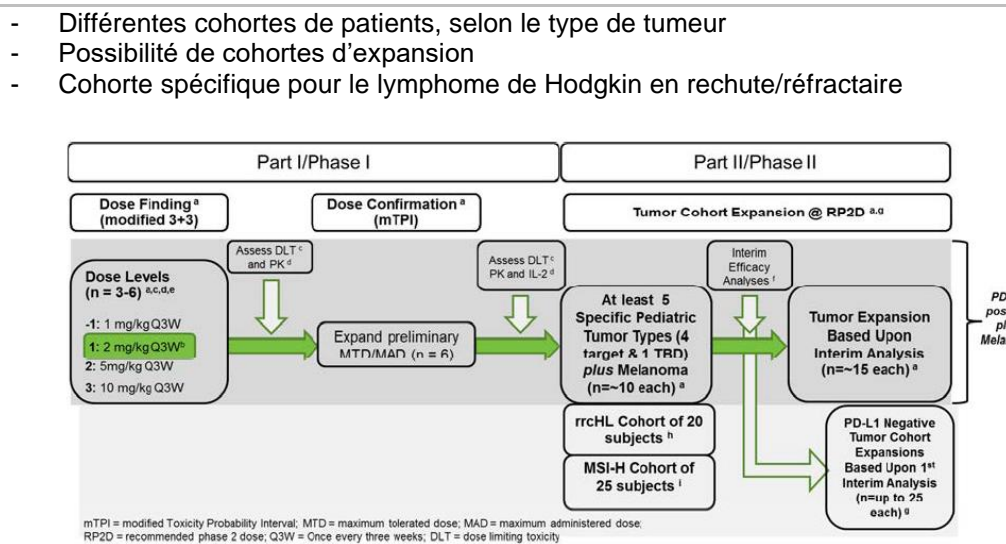 - Différentes cohortes de patients, selon le type de tumeur
- Possibilité de cohortes d'expansion
- Cohorte spécifique pour le lymphome de Hodgkin en rechute/réfractaire
Part I/Phase I
Part II/Phase II
Dose Finding a
(modified 3+3)
Dose Confirmation a
(mTPI)
Tumor Cohort Expansion @ RP2D a,g
Assess DLT c
and PK d
Assess DLT c
PK and IL-2 d
Interim
Efficacy
Analyses f
Dose Levels
(n = 3-6) a,c,d,e
-1: 1 mg/kg Q3W
1: 2 mg/kg Q3W b
2: 5mg/kg Q3W
3: 10 mg/kg Q3W
Expand preliminary
MTD/MAD (n = 6)
At least 5
Specific Pediatric
Tumor Types (4
target & 1 TBD)
plus Melanoma
(n=~10 each) a
Tumor Expansion
Based Upon
Interim Analysis
(n=~15 each) a
PD
pos
pl
Mela
rrcHL Cohort of 20
subjects h
MSI-H Cohort of
25 subjects i
PD-L1 Negative
Tumor Cohort
Expansions
Based Upon 1st
Interim Analysis
(n=up to 25
each) g
mTPI = modified Toxicity Probability Interval; MTD = maximum tolerated dose; MAD = maximum administered dose;
RP2D = recommended phase 2 dose; Q3W = Once every three weeks; DLT = dose limiting toxicity